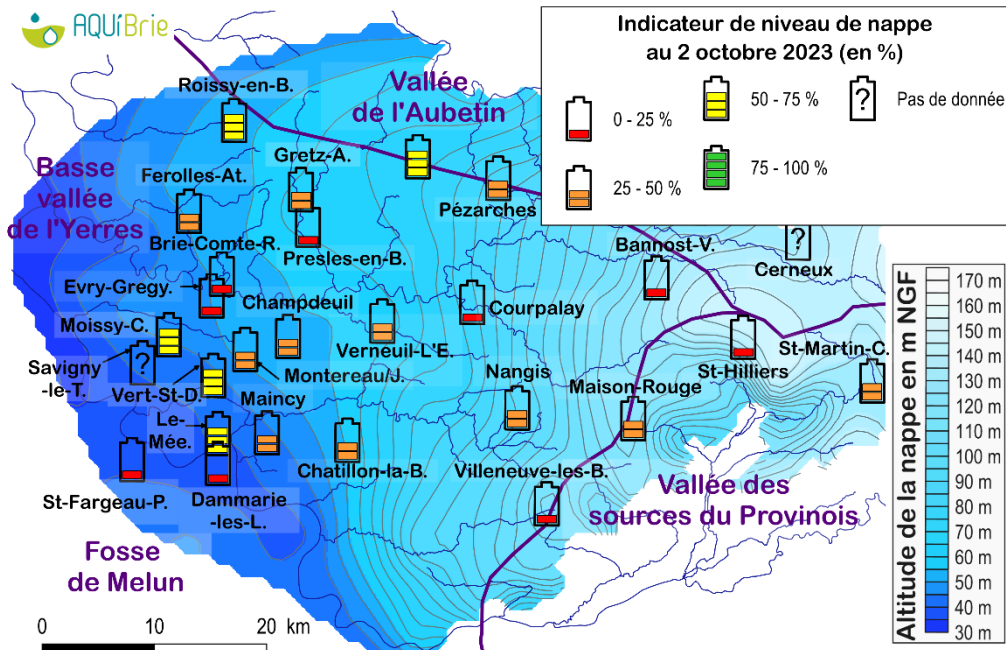 AQUiBrie
Indicateur de niveau de nappe
au 2 octobre 2023 (en %)
0 - 25 %
25 - 50 %
50 - 75 %
75 - 100 %
?
Pas de donnée
Roissy-en-B.
Vallée
de l'Aubetin
Gretz-A.
Basse
vallée
de l'Yerres
Ferolles-At.
Pézarches
Brie-Comte-R.
Presles-en-B.
Bannost-V.
?
Cerneux
Evry-Gregy.
Champdeuil
Courpalay
Moissy-C.
Verneuil-L'E.
St-Martin-C.
St-Hilliers
Savigny
-le-T.
?
Vert-St-D.
Montereau/J.
Nangis
Maison-Rouge
Maincy
Le-
Mée.
Chatillon-la-B.
Villeneuve-les-B.
St-Fargeau-P.
Dammarie
-les-L.
Vallée des
sources du Provinois
Fosse
de Melun
0 10 20 km
Altitude de la nappe en m NGF
170 m
160 m
150 m
140 m
130 m
120 m
110 m
100 m
90 m
80 m
70 m
60 m
50 m
40 m
30 m